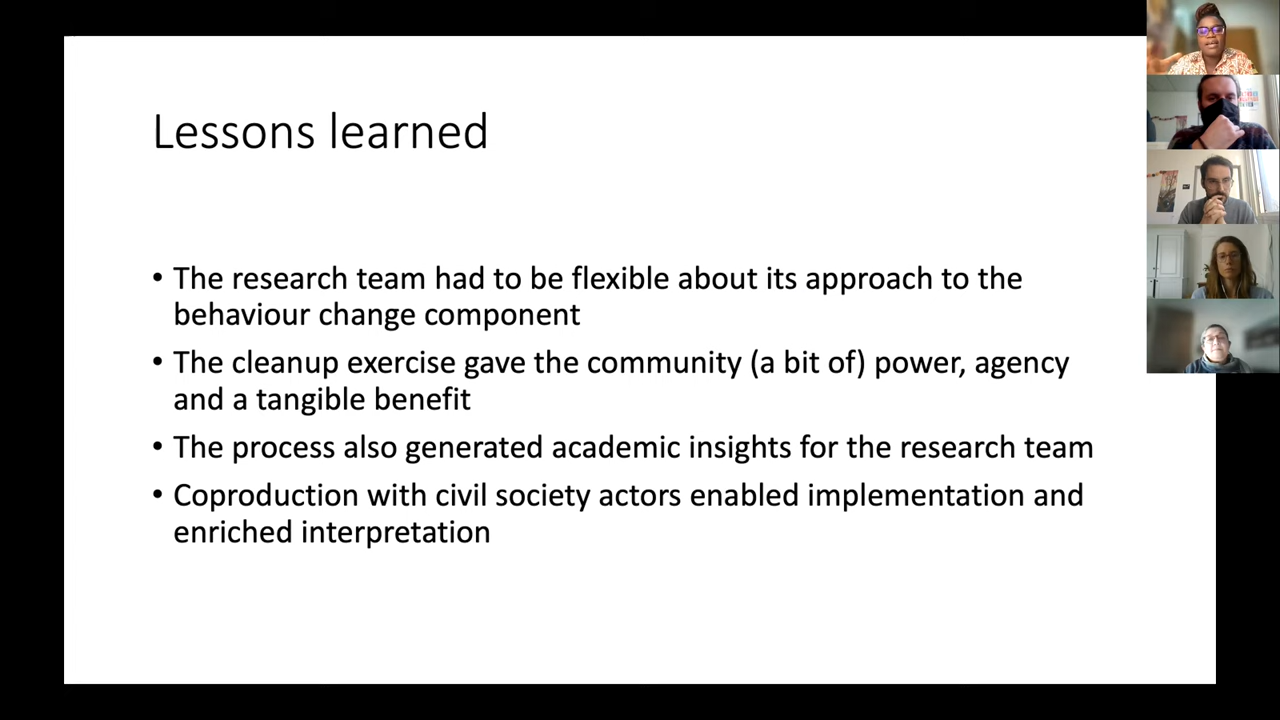 Lessons learned
• The research team had to be flexible about its approach to the
behaviour change component
• The cleanup exercise gave the community (a bit of) power, agency
and a tangible benefit
• The process also generated academic insights for the research team
• Coproduction with civil society actors enabled implementation and
enriched interpretation